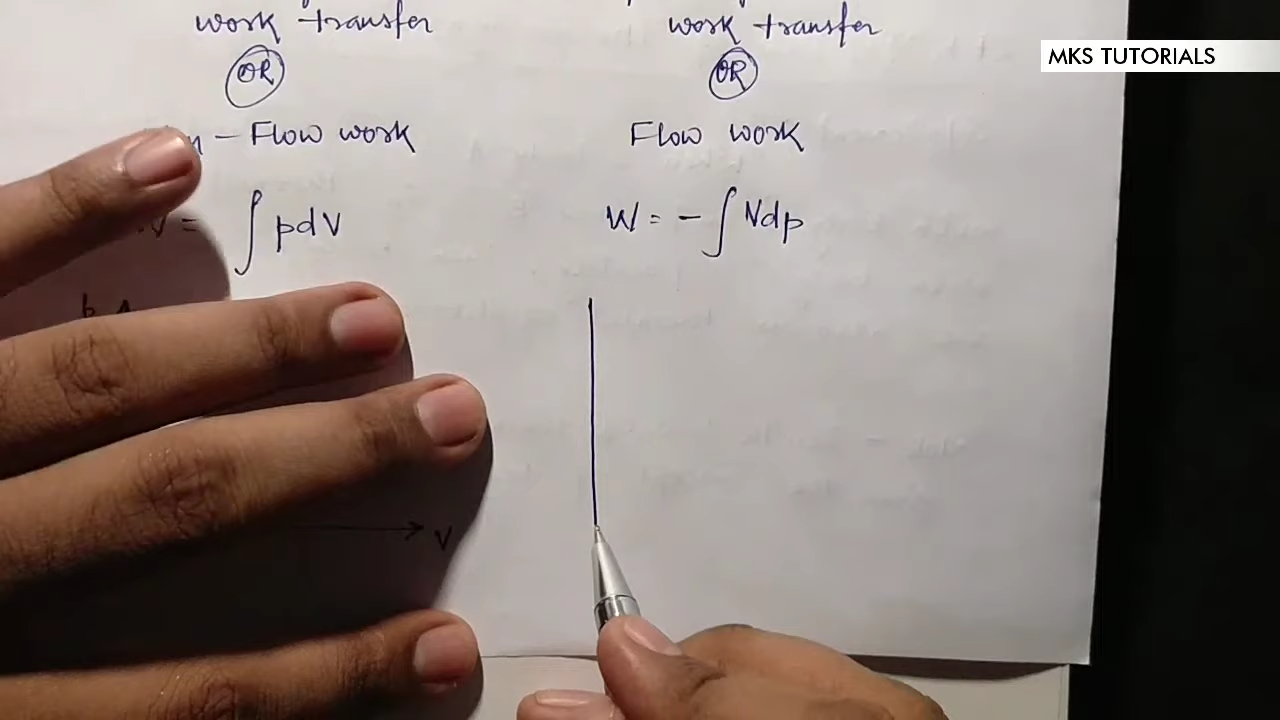 work transfer
OR
- Flow work
= ∫ pdV
p
V
work transfer
OR
Flow work
W = - ∫ Vdp
MKS TUTORIALS